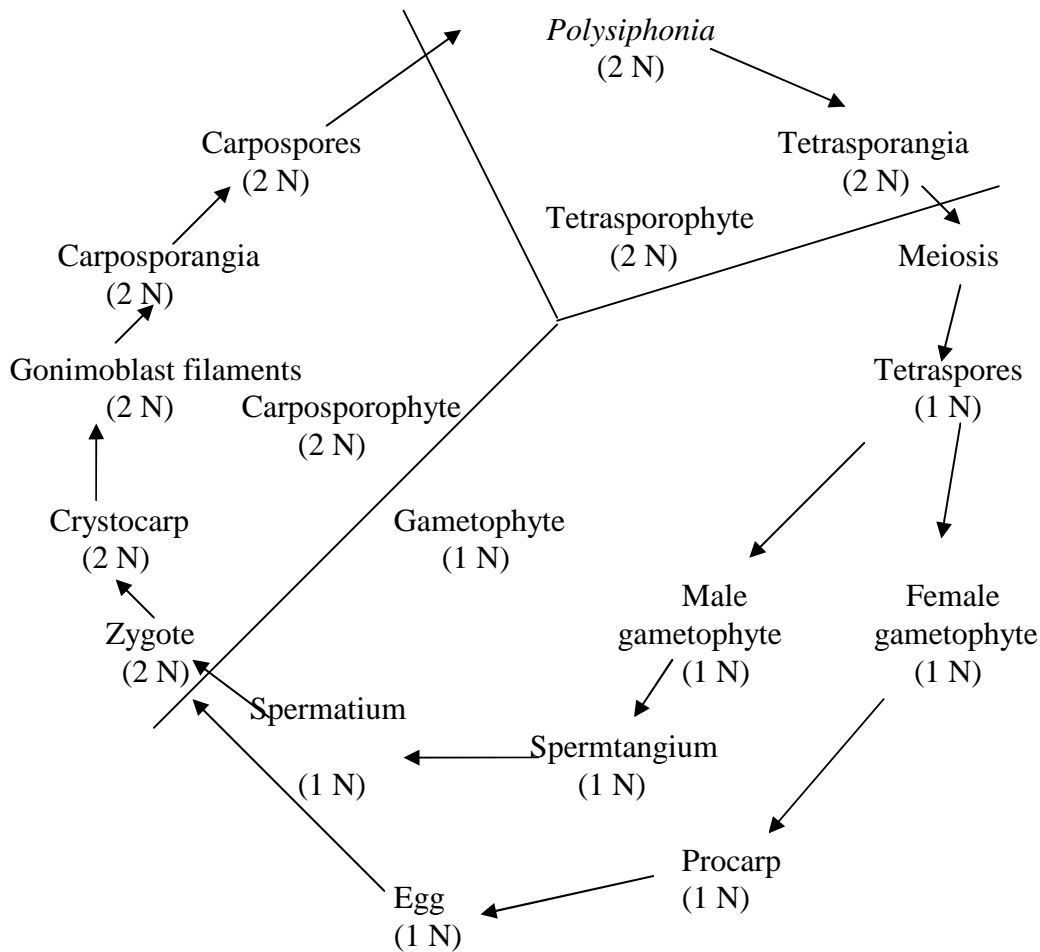 Polysiphonia
(2 N)
Carpospores
(2 N)
Tetrasporangia
(2 N)
Tetrasporophyte
(2 N)
Carposporangia
(2 N)
Meiosis
Gonimoblast filaments
(2 N)
Tetraspores
(1 N)
Carposporophyte
(2 N)
Crystocarp
(2 N)
Gametophyte
(1 N)
Male
gametophyte
(1 N)
Female
gametophyte
(1 N)
Zygote
(2 N)
Spermatium
(1 N)
Spermtangium
(1 N)
Procarp
(1 N)
Egg
(1 N)